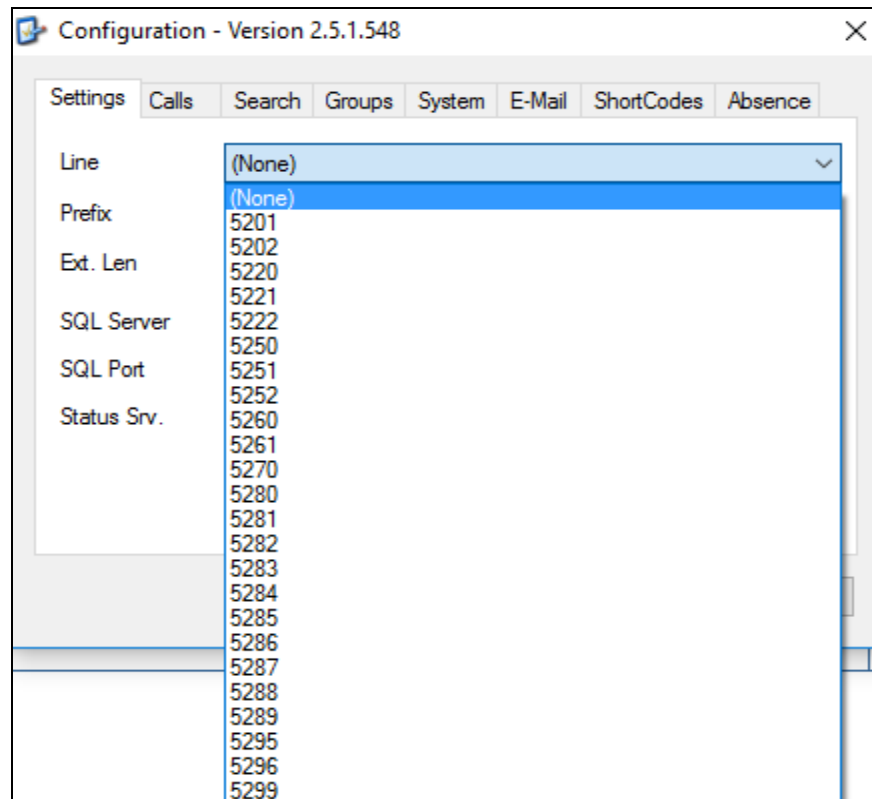 Configuration - Version 2.5.1.548
Settings Calls Search Groups System E-Mail ShortCodes Absence
Line (None)
Prefix
Ext. Len
SQL Server
SQL Port
Status Srv.
(None)
5201
5202
5220
5221
5222
5250
5251
5252
5260
5261
5270
5280
5281
5282
5283
5284
5285
5286
5287
5288
5289
5295
5296
5299